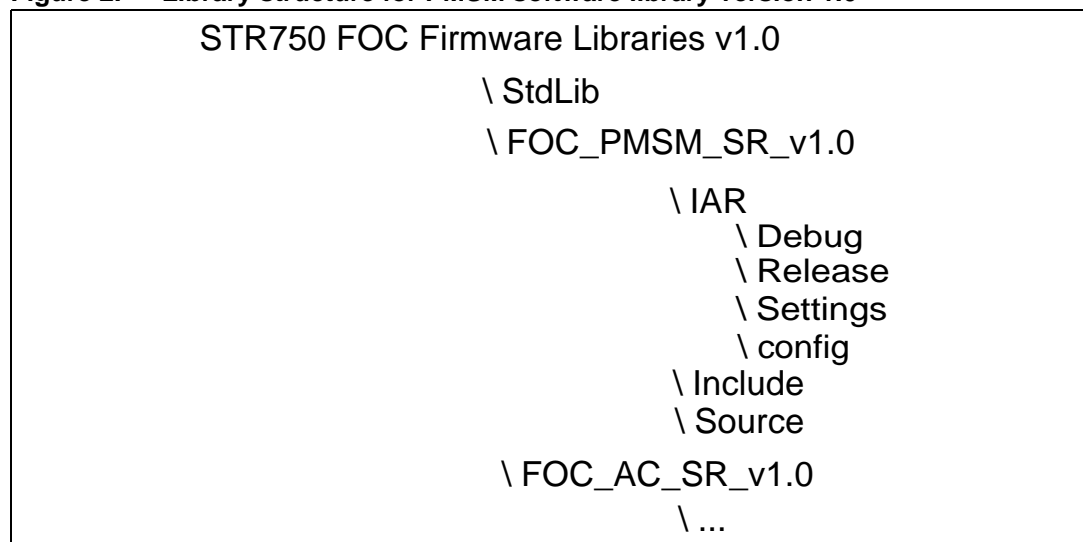 STR750 FOC Firmware Libraries v1.0
\ StdLib
\ FOC_PMSM_SR_v1.0
\ IAR
\ Debug
\ Release
\ Settings
\ config
\ Include
\ Source
\ FOC_AC_SR_v1.0
\ ...